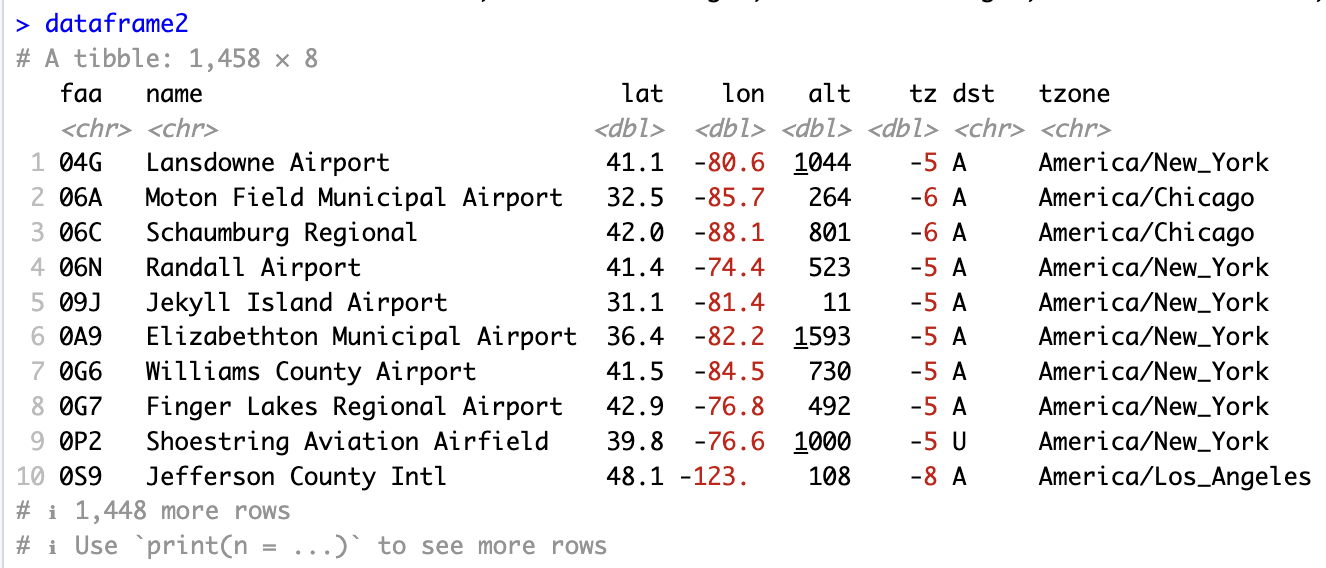 > dataframe2
# A tibble: 1,458 × 8
   faa   name                             lat    lon   alt    tz dst   tzone
   <chr> <chr>                          <dbl>  <dbl> <dbl> <dbl> <chr> <chr>
 1 04G   Lansdowne Airport               41.1  -80.6  1044    -5 A     America/New_York
 2 06A   Moton Field Municipal Airport   32.5  -85.7   264    -6 A     America/Chicago
 3 06C   Schaumburg Regional             42.0  -88.1   801    -6 A     America/Chicago
 4 06N   Randall Airport                 41.4  -74.4   523    -5 A     America/New_York
 5 09J   Jekyll Island Airport           31.1  -81.4    11    -5 A     America/New_York
 6 0A9   Elizabethton Municipal Airport  36.4  -82.2  1593    -5 A     America/New_York
 7 0G6   Williams County Airport         41.5  -84.5   730    -5 A     America/New_York
 8 0G7   Finger Lakes Regional Airport   42.9  -76.8   492    -5 A     America/New_York
 9 0P2   Shoestring Aviation Airfield    39.8  -76.6  1000    -5 U     America/New_York
10 0S9   Jefferson County Intl           48.1 -123.    108    -8 A     America/Los_Angeles
# ℹ 1,448 more rows
# ℹ Use `print(n = ...)` to see more rows